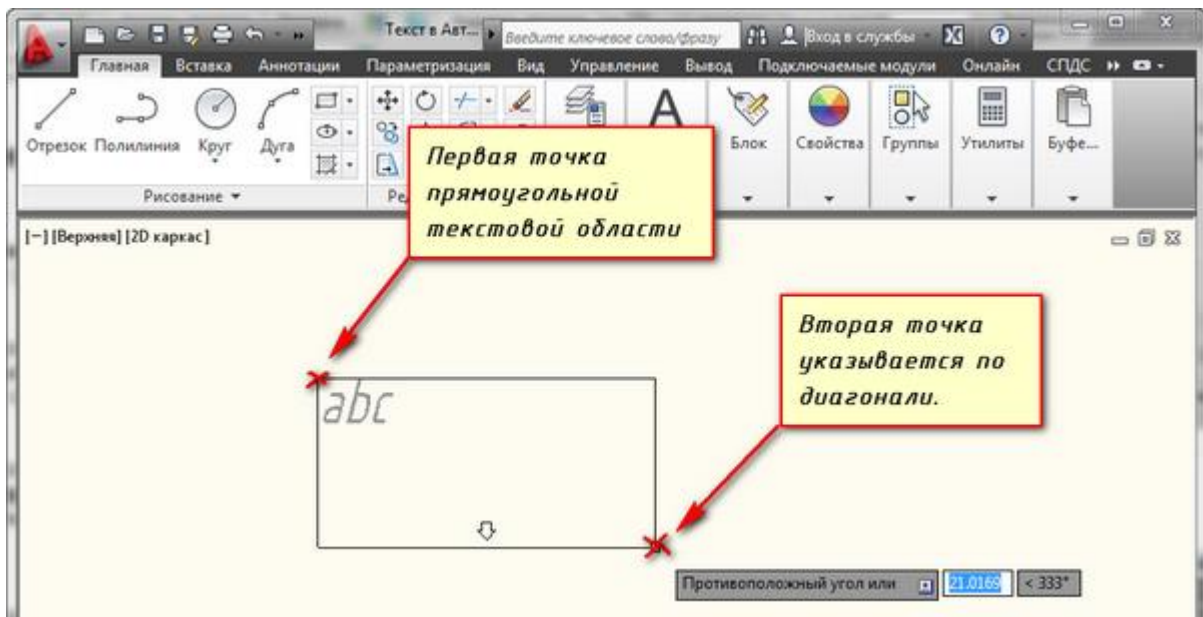 Текст в Авт...
Введите ключевое слово/фразу
Вход в службы
Главная Вставка Аннотации Параметризация Вид Управление Вывод Подключаемые модули Онлайн СПДС
Отрезок Полилиния Круг Дуга
A
Блок Свойства Группы Утилиты Буфе...
Рисование
Ре
Первая точка
прямоугольной
текстовой области
[−][Верхняя][2D каркас]
Вторая точка
указывается по
диагонали.
abc
Противоположный угол или 21.0169 < 333°